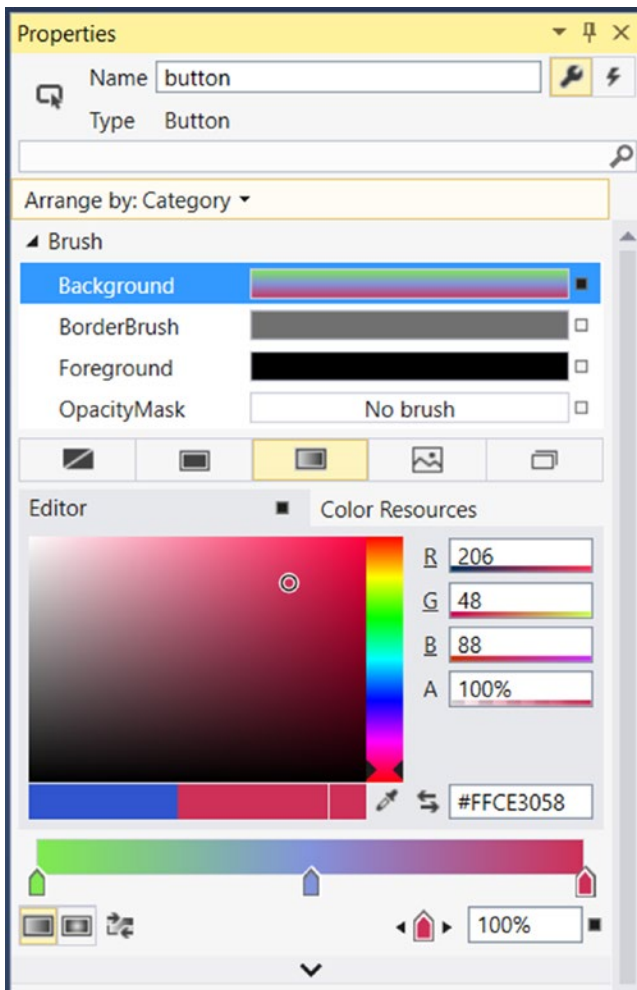 Properties
Name button
Type Button
Arrange by: Category
Brush
Background
BorderBrush
Foreground
OpacityMask No brush
Editor Color Resources
R 206
G 48
B 88
A 100%
#FFCE3058
100%